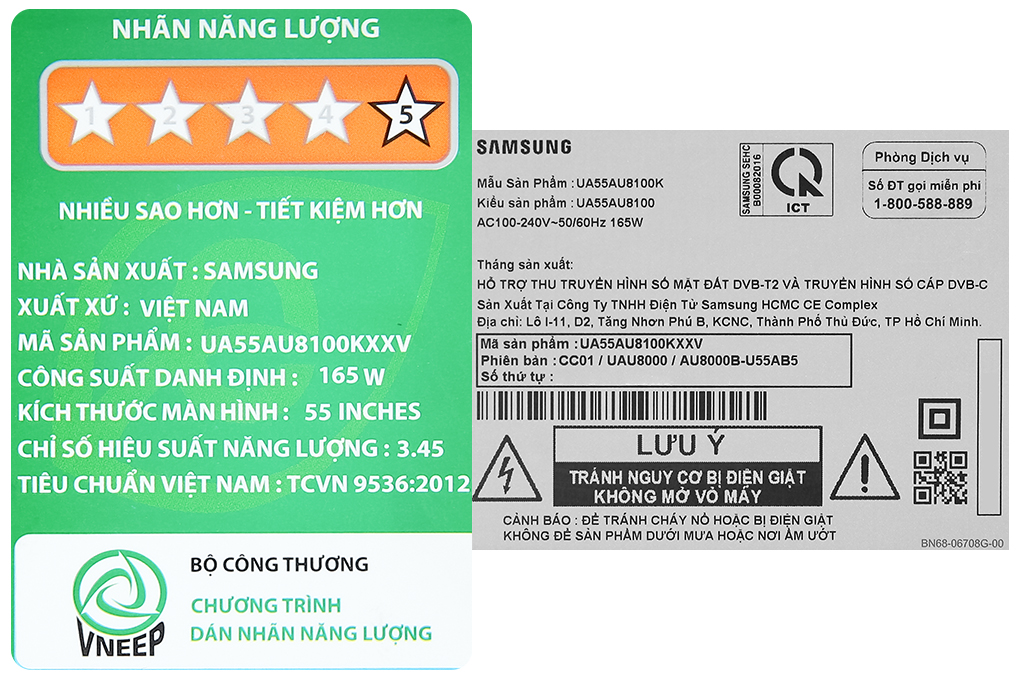 NHÃN NĂNG LƯỢNG
1 2 3 4 5
NHIỀU SAO HƠN - TIẾT KIỆM HƠN
NHÀ SẢN XUẤT : SAMSUNG
XUẤT XỨ : VIỆT NAM
MÃ SẢN PHẨM : UA55AU8100KXXV
CÔNG SUẤT DANH ĐỊNH : 165 W
KÍCH THƯỚC MÀN HÌNH : 55 INCHES
CHỈ SỐ HIỆU SUẤT NĂNG LƯỢNG : 3.45
TIÊU CHUẨN VIỆT NAM : TCVN 9536:2012
VNEEP
BỘ CÔNG THƯƠNG
CHƯƠNG TRÌNH
DÁN NHÃN NĂNG LƯỢNG
SAMSUNG
Mẫu Sản Phẩm : UA55AU8100K
Kiểu sản phẩm : UA55AU8100
AC100-240V~50/60Hz 165W
SAMSUNG SEHC
B000082016
ICT
Phòng Dịch vụ
Số ĐT gọi miễn phí
1-800-588-889
Tháng sản xuất:
HỖ TRỢ THU TRUYỀN HÌNH SỐ MẶT ĐẤT DVB-T2 VÀ TRUYỀN HÌNH SỐ CÁP DVB-C
Sản Xuất Tại Công Ty TNHH Điện Tử Samsung HCMC CE Complex
Địa chỉ: Lô I-11, D2, Tăng Nhơn Phú B, KCNC, Thành Phố Thủ Đức, TP Hồ Chí Minh.
Mã sản phẩm : UA55AU8100KXXV
Phiên bản : CC01 / UAU8000 / AU8000B-U55AB5
Số thứ tự :
LƯU Ý
TRÁNH NGUY CƠ BỊ ĐIỆN GIẬT
KHÔNG MỞ VỎ MÁY
CẢNH BÁO : ĐỂ TRÁNH CHÁY NỔ HOẶC BỊ ĐIỆN GIẬT
KHÔNG ĐỂ SẢN PHẨM DƯỚI MƯA HOẶC NƠI ẨM ƯỚT
BN68-06708G-00